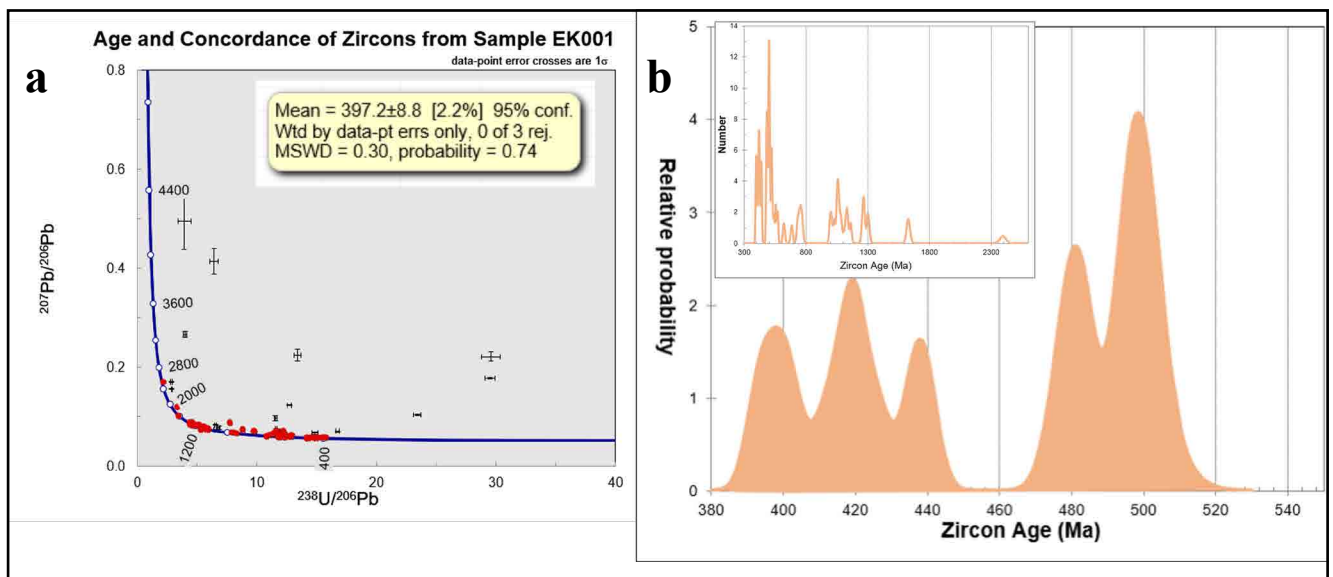 a
Age and Concordance of Zircons from Sample EK001
data-point error crosses are 1σ
Mean = 397.2±8.8 [2.2%] 95% conf.
Wtd by data-pt errs only, 0 of 3 rej.
MSWD = 0.30, probability = 0.74
0.8
0.6
0.4
0.2
0.0
207Pb/206Pb
4400
3600
2800
2000
1200
400
0 10 20 30 40
238U/206Pb
b
5
4
3
2
1
0
Relative probability
14
12
10
8
6
4
2
0
Number
300 800 1300 1800 2300
Zircon Age (Ma)
380 400 420 440 460 480 500 520 540
Zircon Age (Ma)